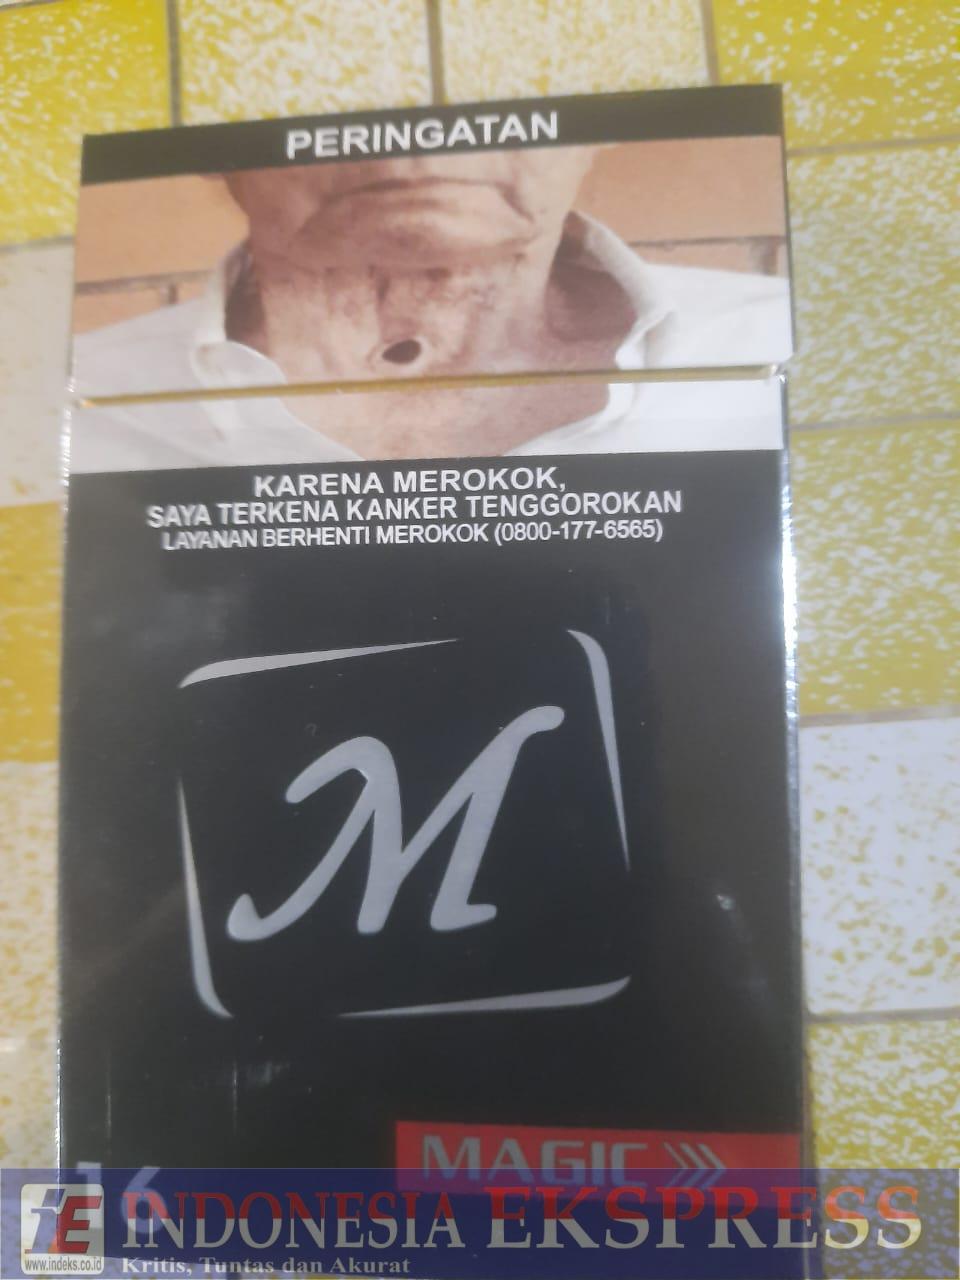 PERINGATAN
KARENA MEROKOK,
SAYA TERKENA KANKER TENGGOROKAN
LAYANAN BERHENTI MEROKOK (0800-177-6565)
M
MAGIC
16
iE INDONESIA EKSPRESS
www.indeks.co.id Kritis, Tuntas dan Akurat